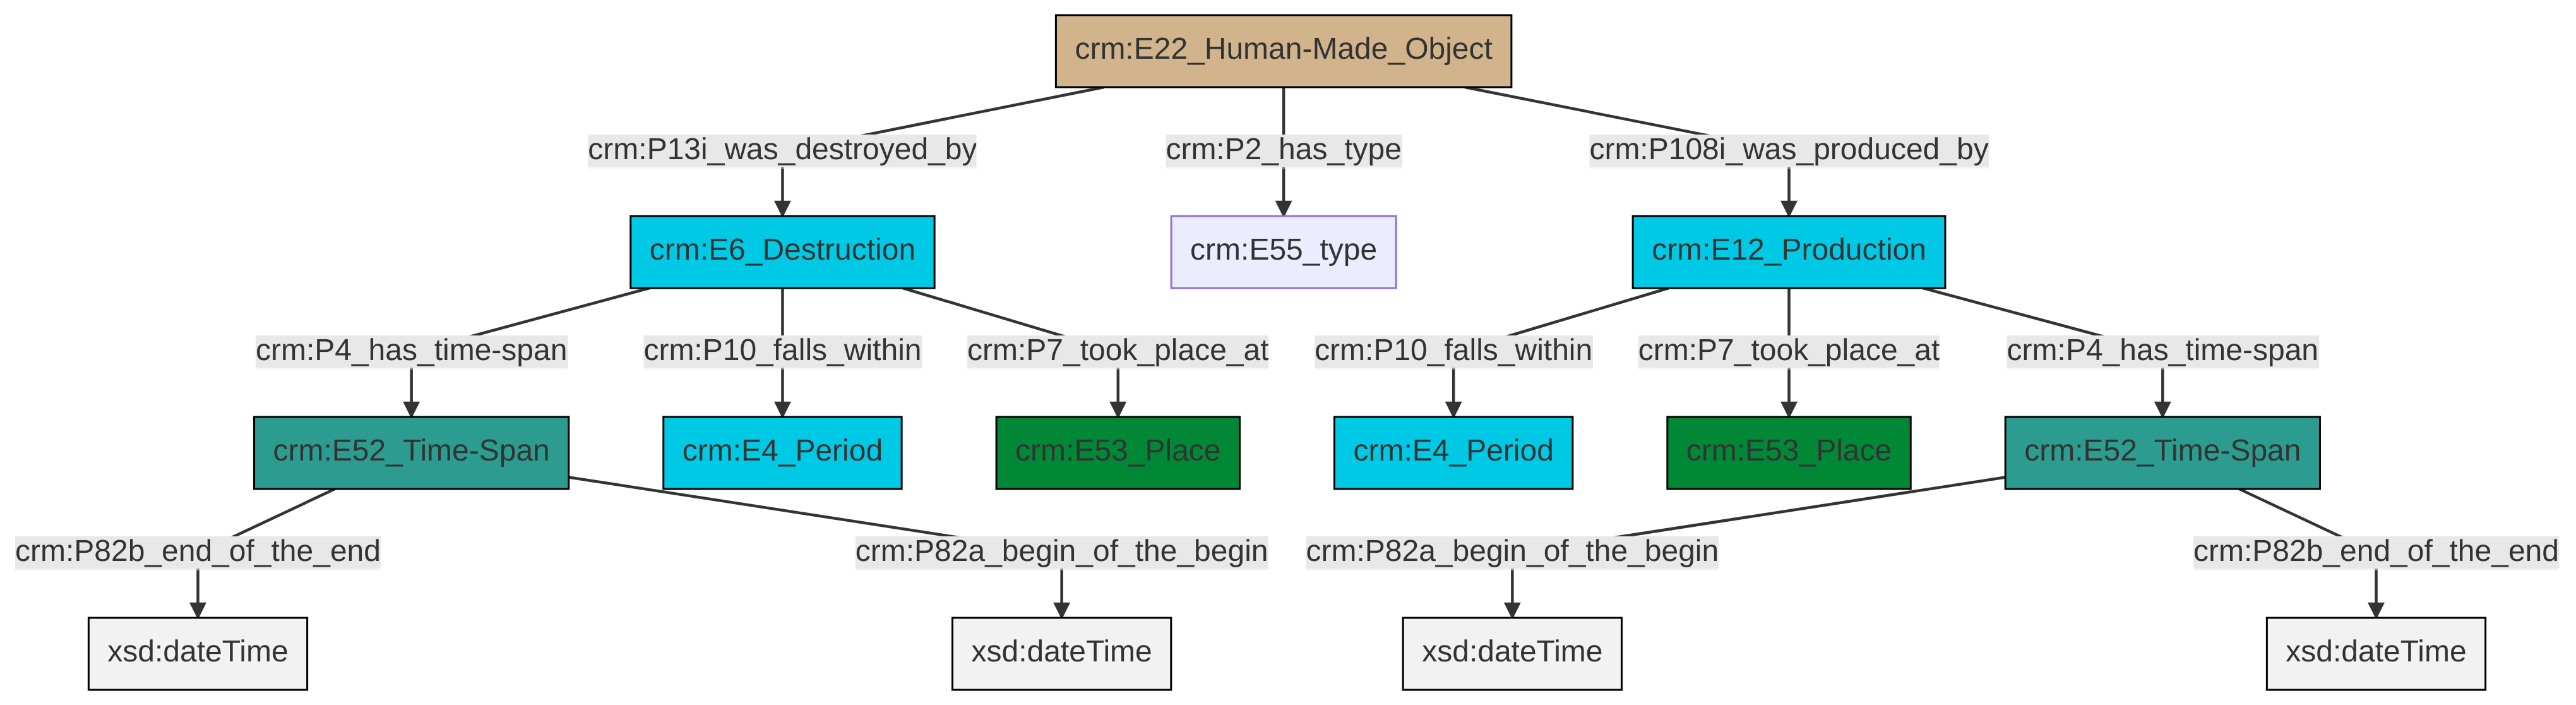 crm:E22_Human-Made_Object
crm:P13i_was_destroyed_by
crm:P2_has_type
crm:P108i_was_produced_by
crm:E6_Destruction
crm:E55_type
crm:E12_Production
crm:P4_has_time-span
crm:P10_falls_within
crm:P7_took_place_at
crm:P10_falls_within
crm:P7_took_place_at
crm:P4_has_time-span
crm:E52_Time-Span
crm:E4_Period
crm:E53_Place
crm:E4_Period
crm:E53_Place
crm:E52_Time-Span
crm:P82b_end_of_the_end
crm:P82a_begin_of_the_begin
crm:P82a_begin_of_the_begin
crm:P82b_end_of_the_end
xsd:dateTime
xsd:dateTime
xsd:dateTime
xsd:dateTime